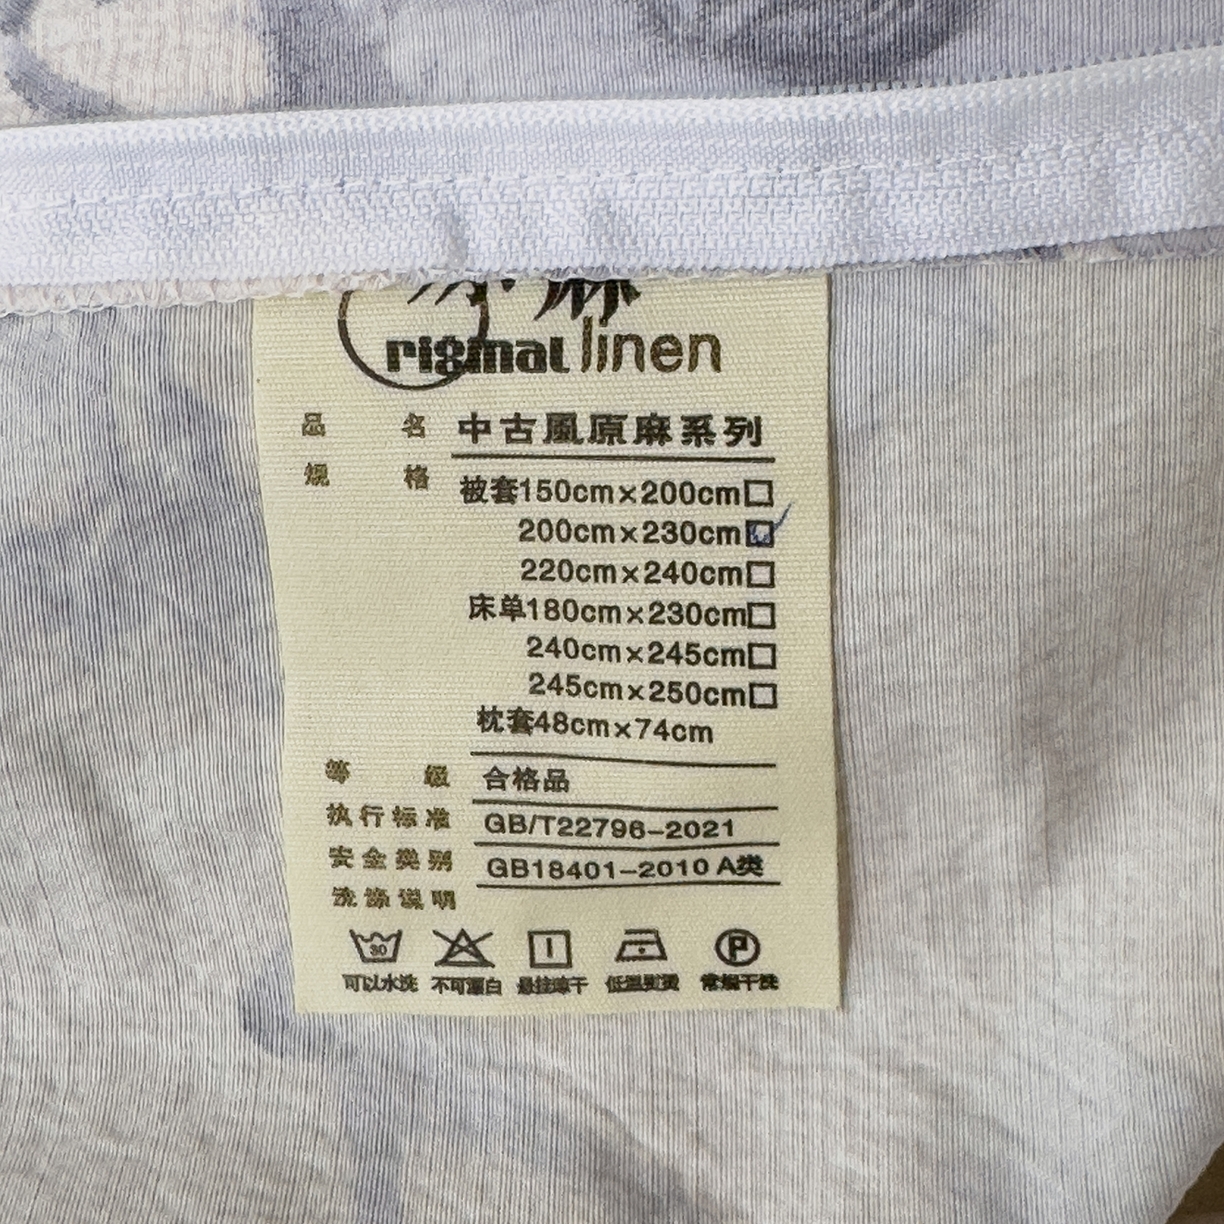 Original linen
品名 中古風原麻系列
规格 被套150cm×200cm□
200cm×230cm☑
220cm×240cm□
床单180cm×230cm□
240cm×245cm□
245cm×250cm□
枕套48cm×74cm
等级 合格品
执行标准 GB/T22796-2021
安全类别 GB18401-2010 A类
洗涤说明
30 P
可以水洗 不可漂白 悬挂晾干 低温熨烫 常规干洗